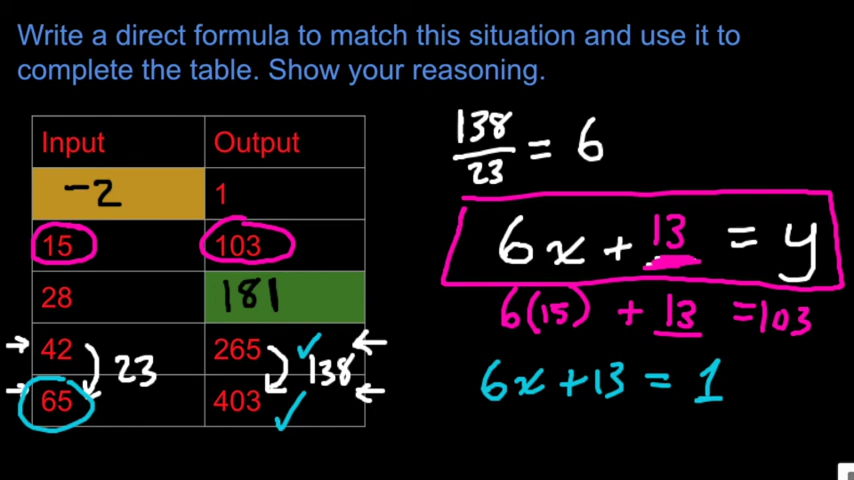 Write a direct formula to match this situation and use it to
complete the table. Show your reasoning.
Input Output
-2 1
15 103
28 181
→ 42 265 ✓ ←
23 138
→ 65 403 ✓ ←
138/23 = 6
6x + 13 = y
6(15) + 13 = 103
6x + 13 = 1